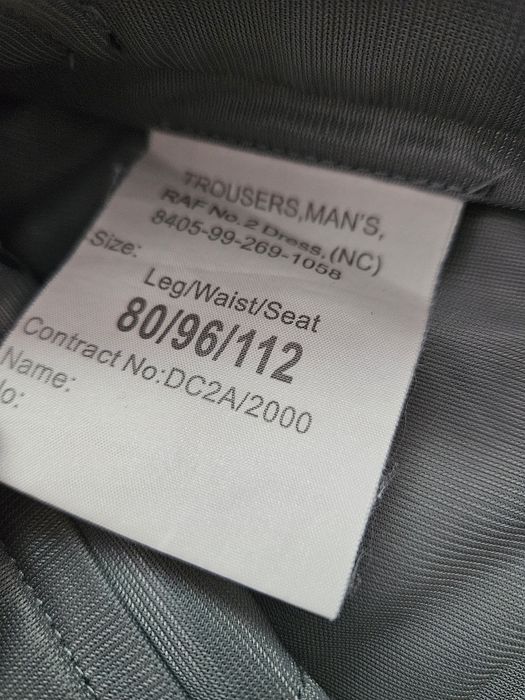 TROUSERS,MAN'S,
RAF No.2 Dress,(NC)
8405-99-269-1058
Size:
Leg/Waist/Seat
80/96/112
Contract No:DC2A/2000
Name:
No: